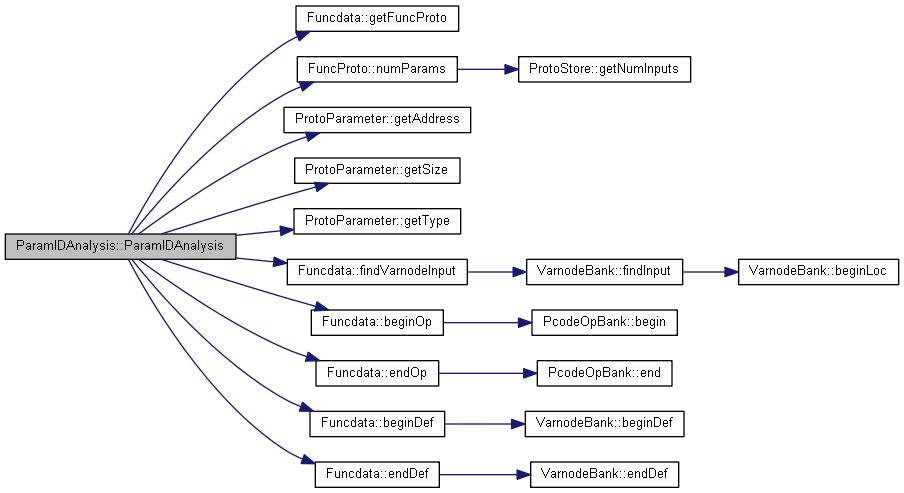 Funcdata::getFuncProto
FuncProto::numParams
ProtoStore::getNumInputs
ProtoParameter::getAddress
ProtoParameter::getSize
ProtoParameter::getType
ParamIDAnalysis::ParamIDAnalysis
Funcdata::findVarnodeInput
VarnodeBank::findInput
VarnodeBank::beginLoc
Funcdata::beginOp
PcodeOpBank::begin
Funcdata::endOp
PcodeOpBank::end
Funcdata::beginDef
VarnodeBank::beginDef
Funcdata::endDef
VarnodeBank::endDef